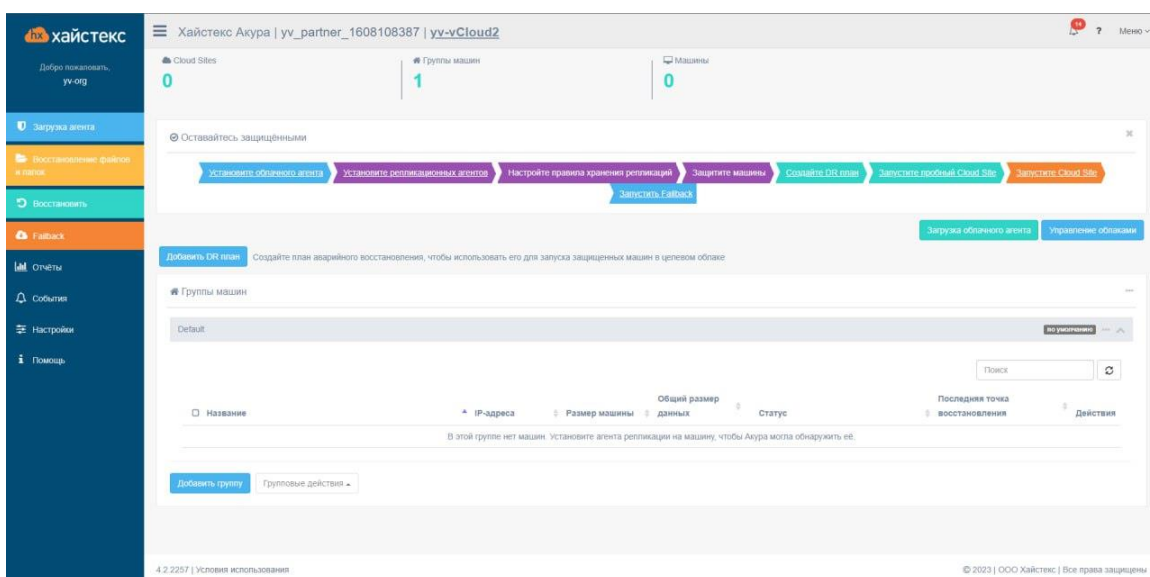 hx хайстекс
Хайстекс Акура | yv_partner_1608108387 | yv-vCloud2
14
?
Меню
Добро пожаловать,
yv-org
Cloud Sites
0
Группы машин
1
Машины
0
Загрузка агента
Восстановление файлов
и папок
Восстановить
Failback
Отчёты
События
Настройки
Помощь
Оставайтесь защищёнными
Установите облачного агента
Установите репликационных агентов
Настройте правила хранения репликаций
Защитите машины
Создайте DR план
Запустите пробный Cloud Site
Запустите Cloud Site
Запустить Failback
Загрузка облачного агента
Управление облаками
Добавить DR план
Создайте план аварийного восстановления, чтобы использовать его для запуска защищенных машин в целевом облаке
Группы машин
Default
по умолчанию
Поиск
Название
IP-адреса
Размер машины
Общий размер
данных
Статус
Последняя точка
восстановления
Действия
В этой группе нет машин. Установите агента репликации на машину, чтобы Акура могла обнаружить её.
Добавить группу
Групповые действия
4.2.2257 | Условия использования
© 2023 | ООО Хайстекс | Все права защищены